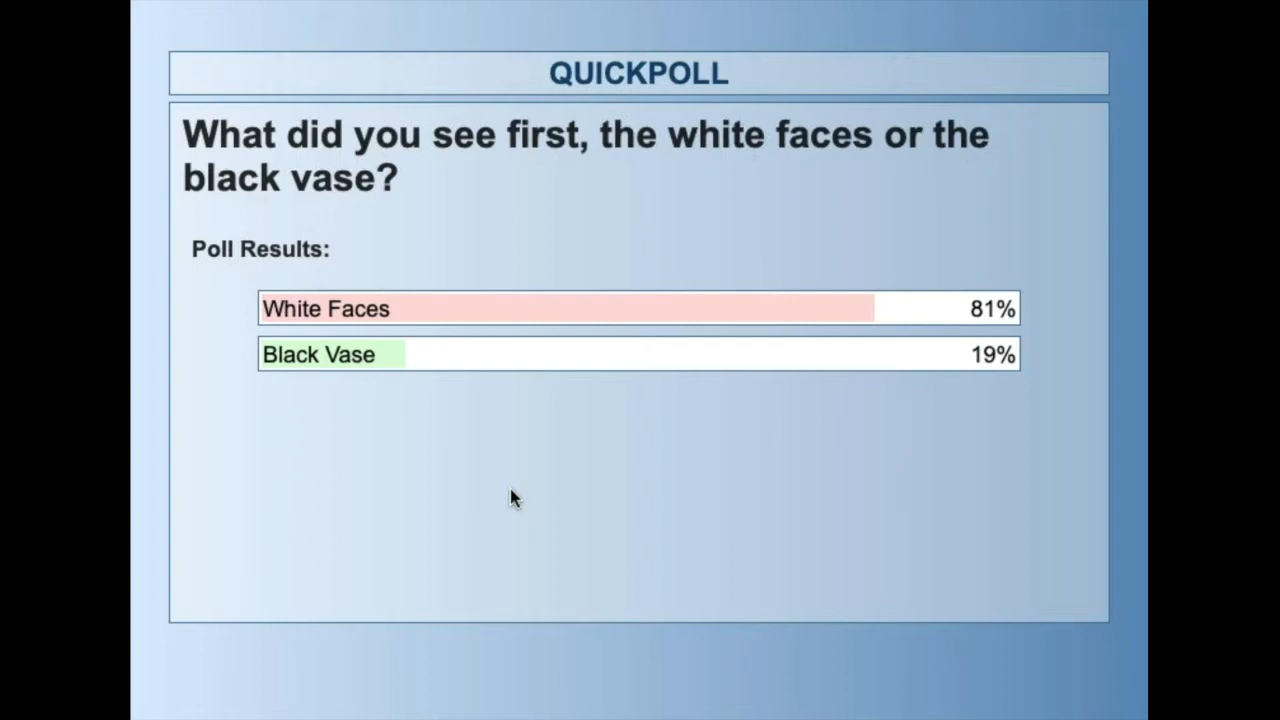 QUICKPOLL
What did you see first, the white faces or the
black vase?
Poll Results:
White Faces 81%
Black Vase 19%